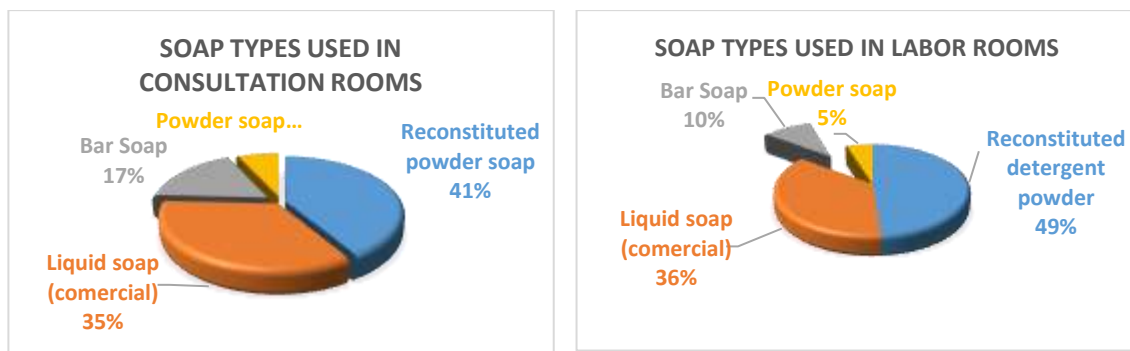 SOAP TYPES USED IN
CONSULTATION ROOMS
Powder soap...
Bar Soap
17%
Reconstituted
powder soap
41%
Liquid soap
(comercial)
35%
SOAP TYPES USED IN LABOR ROOMS
Bar Soap
10%
Powder soap
5%
Reconstituted
detergent
powder
49%
Liquid soap
(comercial)
36%